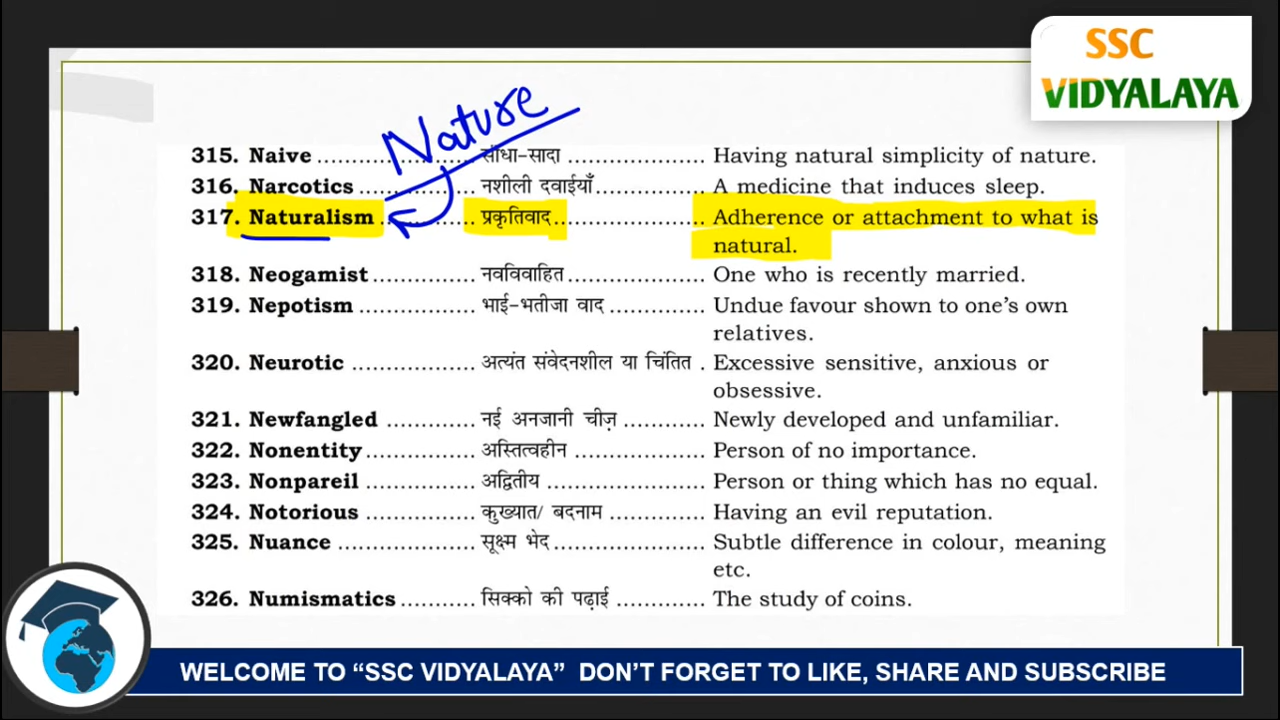 SSC
VIDYALAYA
Nature
315. Naive ........................ सीधा-सादा ..................... Having natural simplicity of nature.
316. Narcotics .................. नशीली दवाईयाँ................. A medicine that induces sleep.
317. Naturalism ............... प्रकृतिवाद....................... Adherence or attachment to what is
natural.
318. Neogamist ................ नवविवाहित ..................... One who is recently married.
319. Nepotism .................. भाई-भतीजा वाद .............. Undue favour shown to one's own
relatives.
320. Neurotic ................... अत्यंत संवेदनशील या चिंतित . Excessive sensitive, anxious or
obsessive.
321. Newfangled ............. नई अनजानी चीज़ ............ Newly developed and unfamiliar.
322. Nonentity ................. अस्तित्वहीन ..................... Person of no importance.
323. Nonpareil ................. अद्वितीय ........................ Person or thing which has no equal.
324. Notorious ................. कुख्यात/ बदनाम .............. Having an evil reputation.
325. Nuance ..................... सूक्ष्म भेद....................... Subtle difference in colour, meaning
etc.
326. Numismatics ........... सिक्को की पढ़ाई ............. The study of coins.
WELCOME TO “SSC VIDYALAYA” DON'T FORGET TO LIKE, SHARE AND SUBSCRIBE